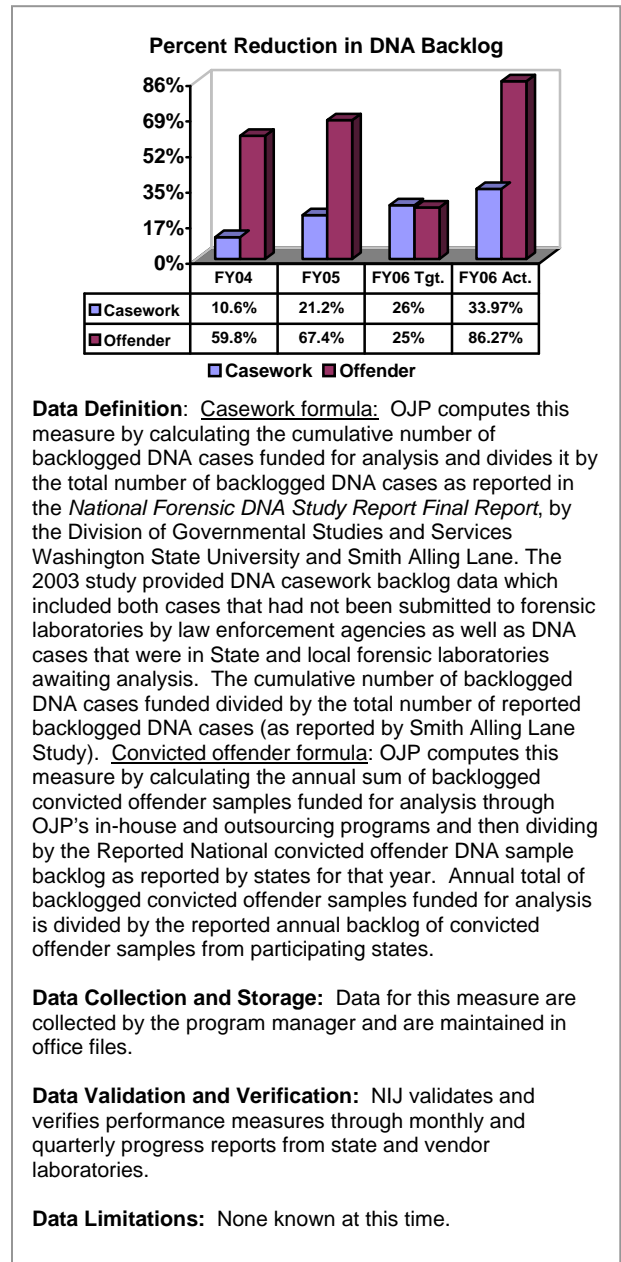 Percent Reduction in DNA Backlog
86%
69%
52%
35%
17%
0%
FY04 FY05 FY06 Tgt. FY06 Act.
Casework 10.6% 21.2% 26% 33.97%
Offender 59.8% 67.4% 25% 86.27%
Casework Offender
Data Definition: Casework formula: OJP computes this
measure by calculating the cumulative number of
backlogged DNA cases funded for analysis and divides it by
the total number of backlogged DNA cases as reported in
the National Forensic DNA Study Report Final Report, by
the Division of Governmental Studies and Services
Washington State University and Smith Alling Lane. The
2003 study provided DNA casework backlog data which
included both cases that had not been submitted to forensic
laboratories by law enforcement agencies as well as DNA
cases that were in State and local forensic laboratories
awaiting analysis. The cumulative number of backlogged
DNA cases funded divided by the total number of reported
backlogged DNA cases (as reported by Smith Alling Lane
Study). Convicted offender formula: OJP computes this
measure by calculating the annual sum of backlogged
convicted offender samples funded for analysis through
OJP's in-house and outsourcing programs and then dividing
by the Reported National convicted offender DNA sample
backlog as reported by states for that year. Annual total of
backlogged convicted offender samples funded for analysis
is divided by the reported annual backlog of convicted
offender samples from participating states.
Data Collection and Storage: Data for this measure are
collected by the program manager and are maintained in
office files.
Data Validation and Verification: NIJ validates and
verifies performance measures through monthly and
quarterly progress reports from state and vendor
laboratories.
Data Limitations: None known at this time.